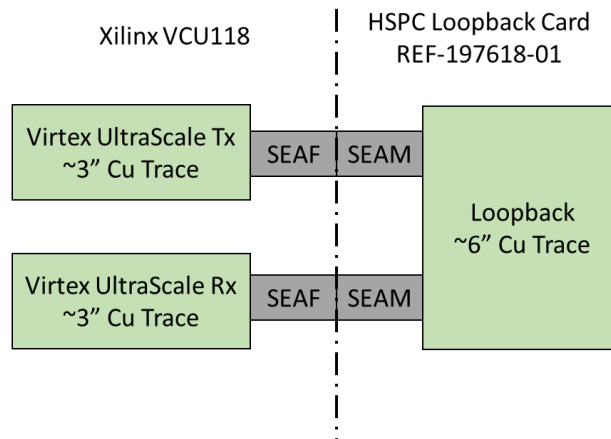 Xilinx VCU118
HSPC Loopback Card
REF-197618-01
Virtex UltraScale Tx
~3” Cu Trace
SEAF
SEAM
Loopback
~6” Cu Trace
Virtex UltraScale Rx
~3” Cu Trace
SEAF
SEAM